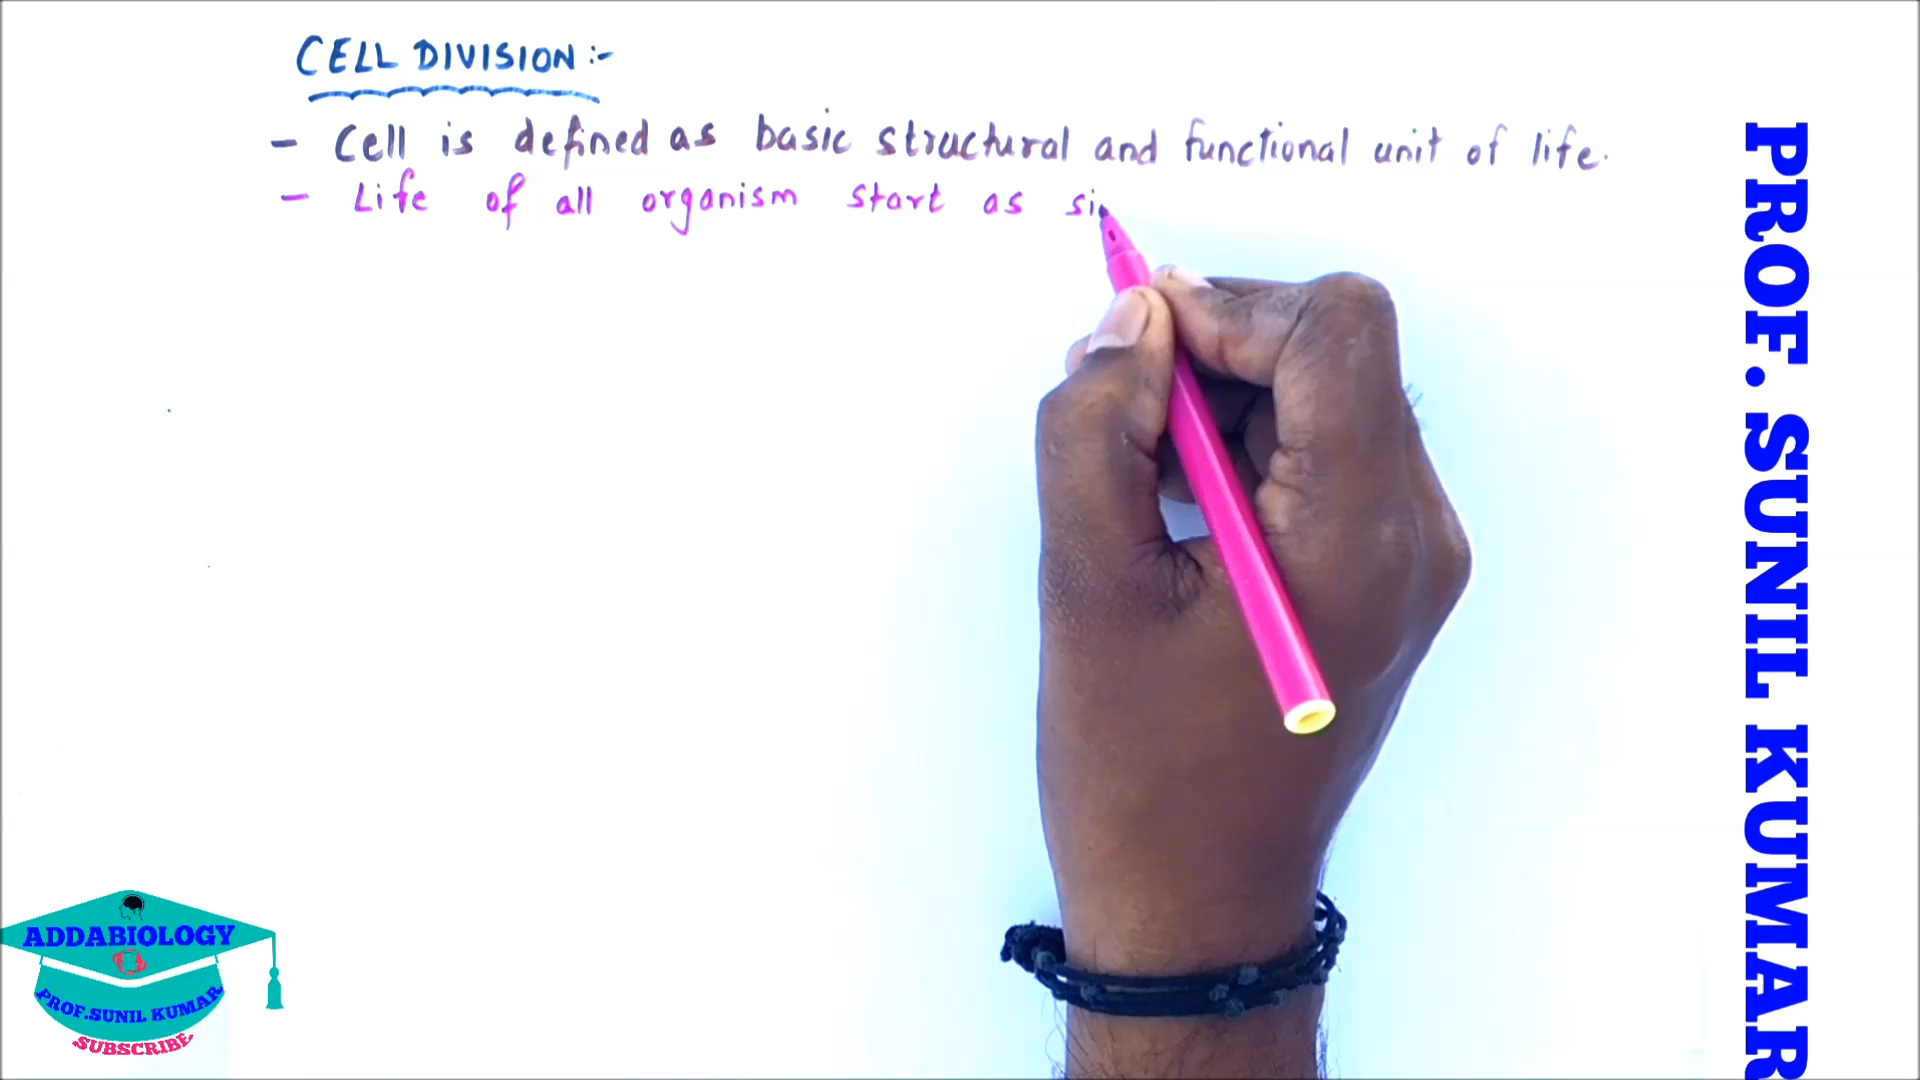 CELL DIVISION :-
- Cell is defined as basic structural and functional unit of life.
- Life of all organism start as si
PROF. SUNIL KUMAR
ADDABIOLOGY
PROF.SUNIL KUMAR
SUBSCRIBE